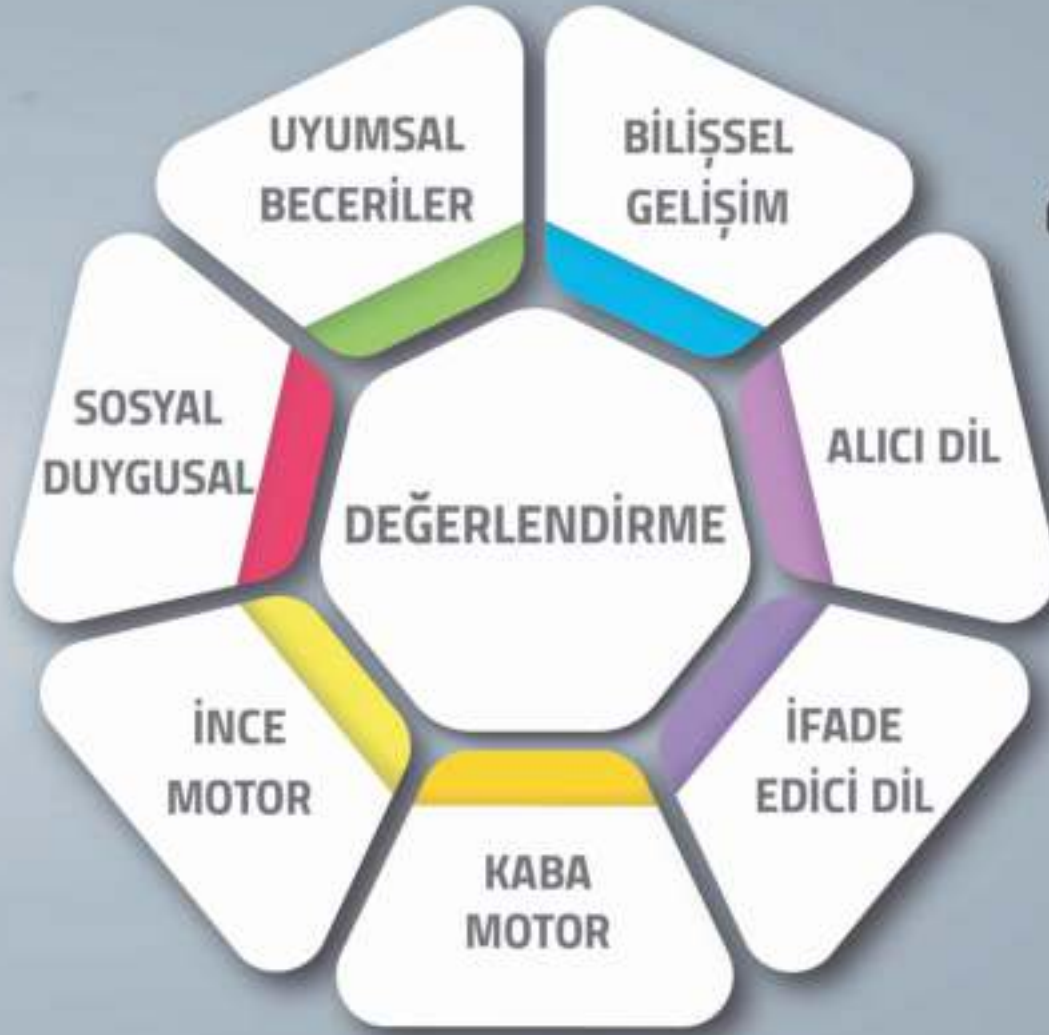 UYUMSAL
BECERİLER
BİLİŞSEL
GELİŞİM
ALICI DİL
İFADE
EDİCİ DİL
KABA
MOTOR
İNCE
MOTOR
SOSYAL
DUYGUSAL
DEĞERLENDİRME